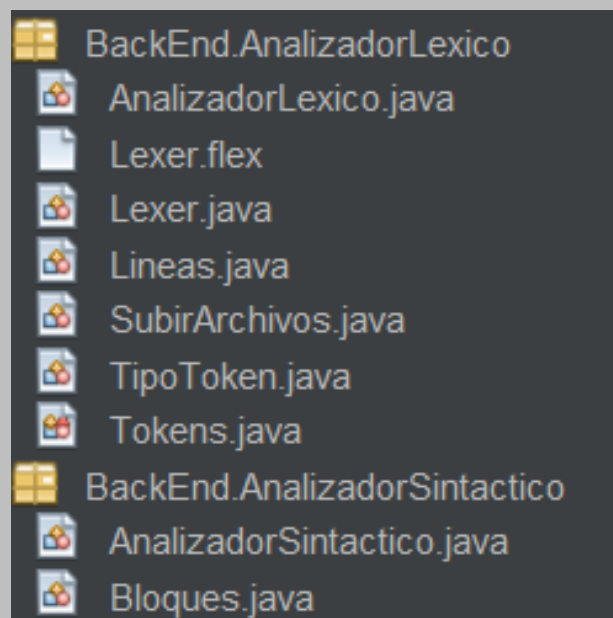 BackEnd.AnalizadorLexico
AnalizadorLexico.java
Lexer.flex
Lexer.java
Lineas.java
SubirArchivos.java
TipoToken.java
Tokens.java
BackEnd.AnalizadorSintactico
AnalizadorSintactico.java
Bloques.java